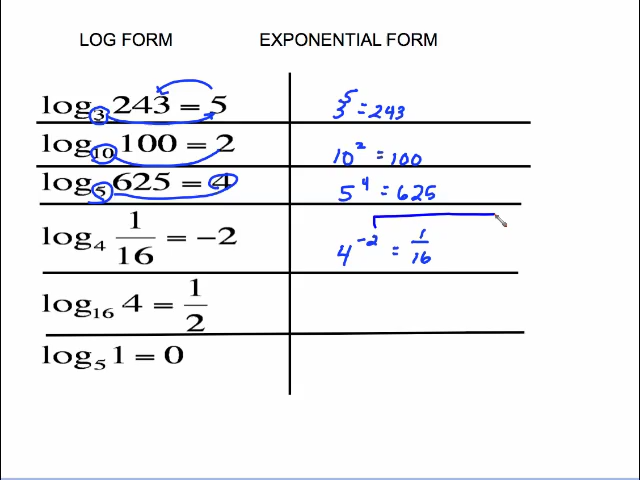 LOG FORM EXPONENTIAL FORM
log₃ 243 = 5 3⁵ = 243
log₁₀ 100 = 2 10² = 100
log₅ 625 = 4 5⁴ = 625
log₄ 1/16 = −2 4⁻² = 1/16
log₁₆ 4 = 1/2
log₅ 1 = 0